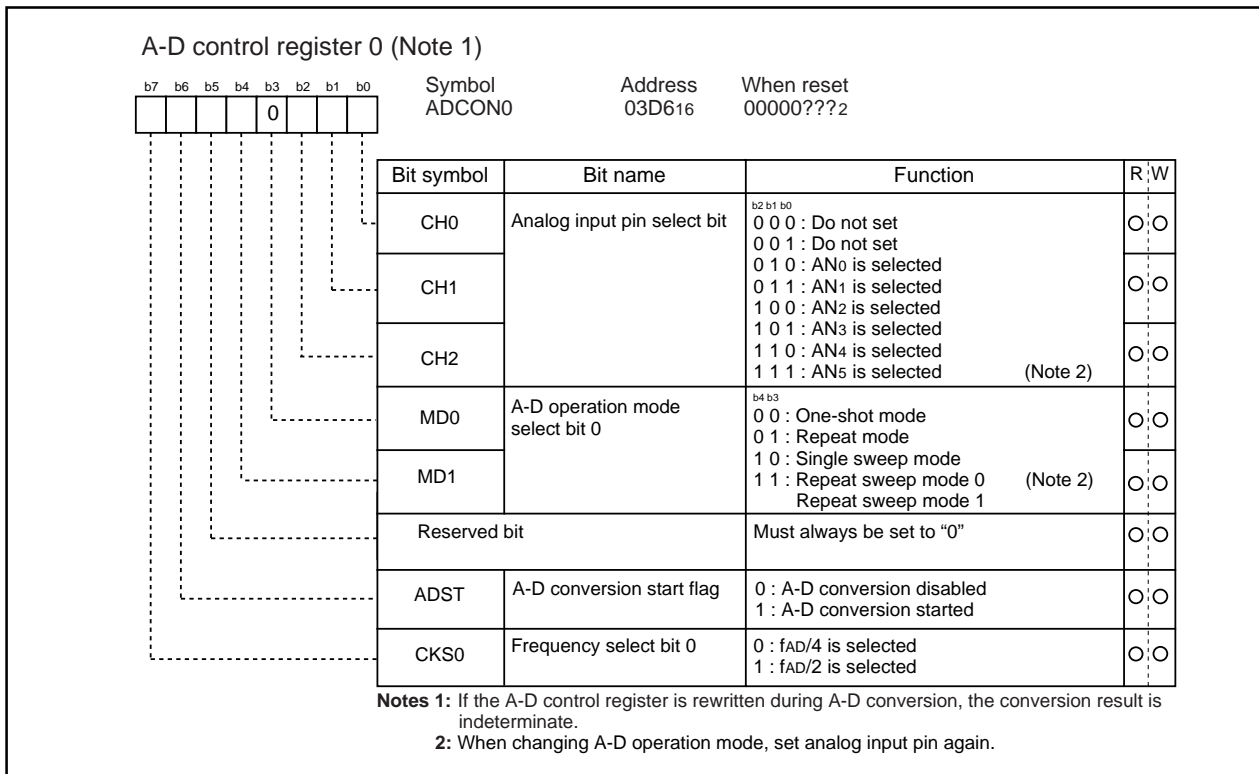 A-D control register 0 (Note 1)
b7 b6 b5 b4 b3 b2 b1 b0
0
Symbol Address When reset
ADCON0 03D616 00000???2
Bit symbol Bit name Function R W
CH0 Analog input pin select bit
b2 b1 b0
0 0 0 : Do not set
0 0 1 : Do not set
0 1 0 : AN0 is selected
0 1 1 : AN1 is selected
1 0 0 : AN2 is selected
1 0 1 : AN3 is selected
1 1 0 : AN4 is selected
1 1 1 : AN5 is selected (Note 2)
CH1
CH2
MD0 A-D operation mode
select bit 0
b4 b3
0 0 : One-shot mode
0 1 : Repeat mode
1 0 : Single sweep mode
1 1 : Repeat sweep mode 0 (Note 2)
Repeat sweep mode 1
MD1
Reserved bit Must always be set to “0”
ADST A-D conversion start flag 0 : A-D conversion disabled
1 : A-D conversion started
CKS0 Frequency select bit 0 0 : fAD/4 is selected
1 : fAD/2 is selected
Notes 1: If the A-D control register is rewritten during A-D conversion, the conversion result is
indeterminate.
2: When changing A-D operation mode, set analog input pin again.